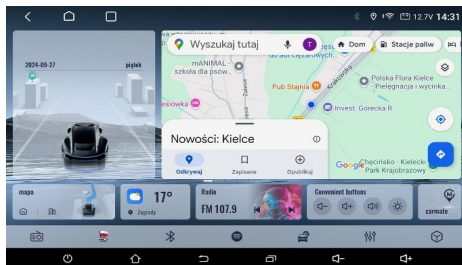 12.7V 14:31
2024-09-27 piątek
Wyszukaj tutaj
T
Dom
Stacje paliw
mANIMAL -
szkoła dla psów...
Pub Stajnia
Krakowska
Polska Flora Kielce
- Pielęgnacja i wycinka...
Invest. Górecka R
Nowości: Kielce
Odkrywaj
Zapisane
Opublikuj
Google
Chęcińsko - Kielecki
Park Krajobrazowy
mapa
17°
Zagrody
Radio
FM 107.9
Convenient buttons
carmate